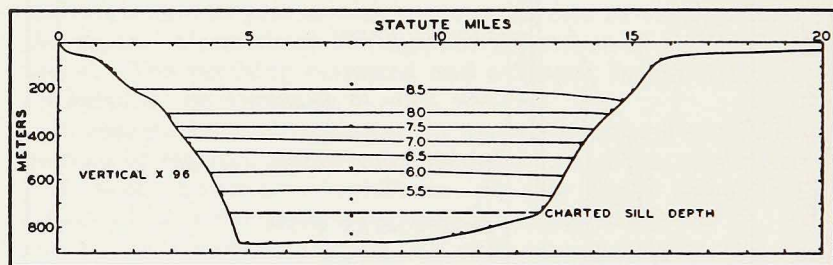 STATUTE MILES
0 5 10 15 20
200
400
600
800
METERS
8.5
8.0
7.5
7.0
6.5
6.0
5.5
VERTICAL X 96
CHARTED SILL DEPTH